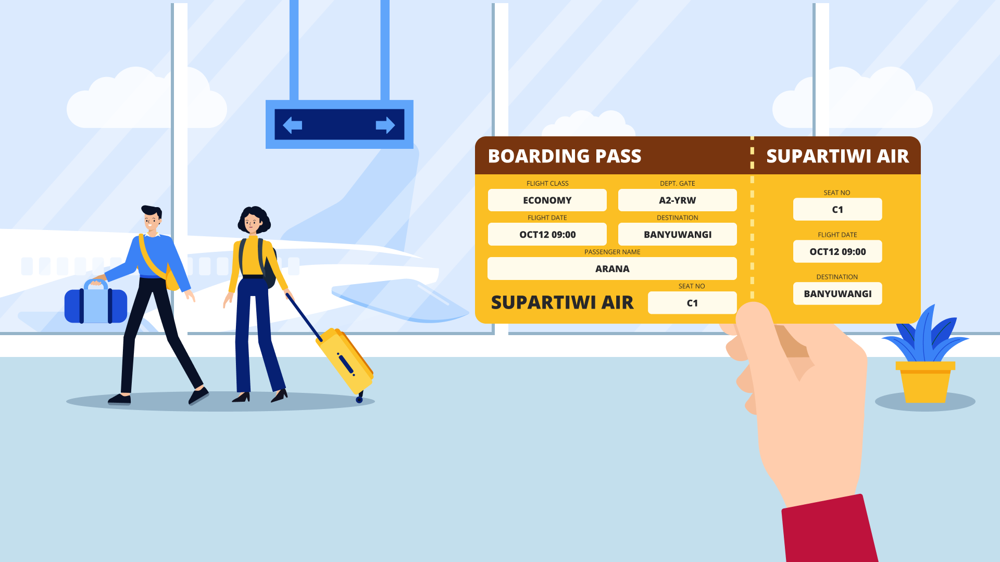 BOARDING PASS
FLIGHT CLASS
ECONOMY
DEPT. GATE
A2-YRW
FLIGHT DATE
OCT12 09:00
DESTINATION
BANYUWANGI
PASSENGER NAME
ARANA
SUPARTIWI AIR
SEAT NO
C1
SUPARTIWI AIR
SEAT NO
C1
FLIGHT DATE
OCT12 09:00
DESTINATION
BANYUWANGI